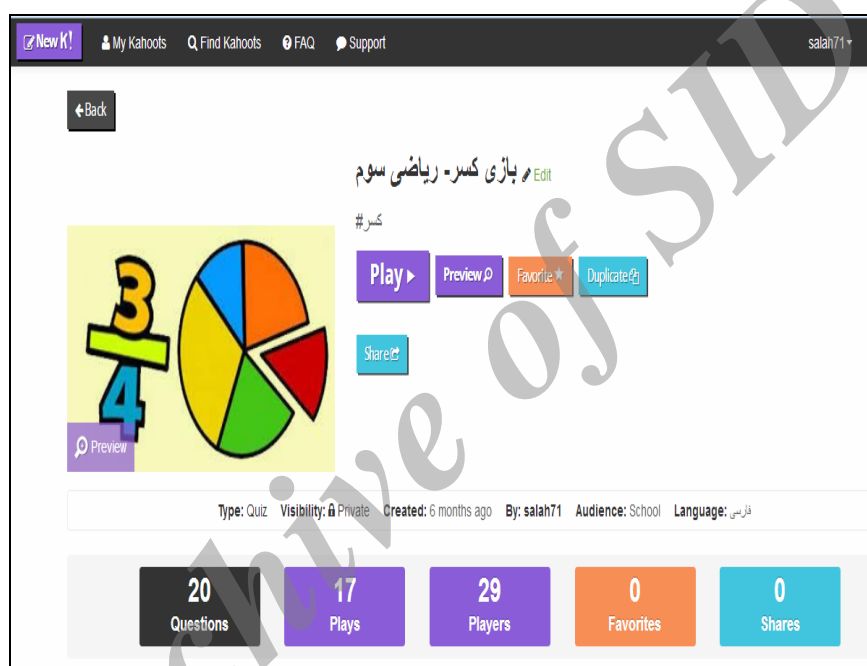 New K! My Kahoots Find Kahoots FAQ Support salah71
Back
بازی کسر- ریاضی سوم Edit
#کسر
Play Preview Favorite Duplicate
Share
3
4
Preview
Type: Quiz Visibility: Private Created: 6 months ago By: salah71 Audience: School Language: فارسی
20 17 29 0 0
Questions Plays Players Favorites Shares
Archive of SID